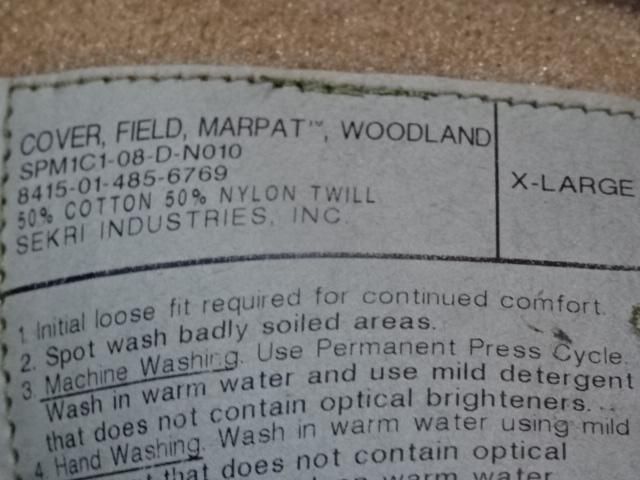 COVER, FIELD, MARPAT™, WOODLAND
SPM1C1-08-D-N010
8415-01-485-6769
50% COTTON 50% NYLON TWILL
SEKRI INDUSTRIES, INC.
X-LARGE
1. Initial loose fit required for continued comfort.
2. Spot wash badly soiled areas.
3. Machine Washing. Use Permanent Press Cycle.
Wash in warm water and use mild detergent
that does not contain optical brighteners...
4. Hand Washing. Wash in warm water using mild
that does not contain optical
warm water